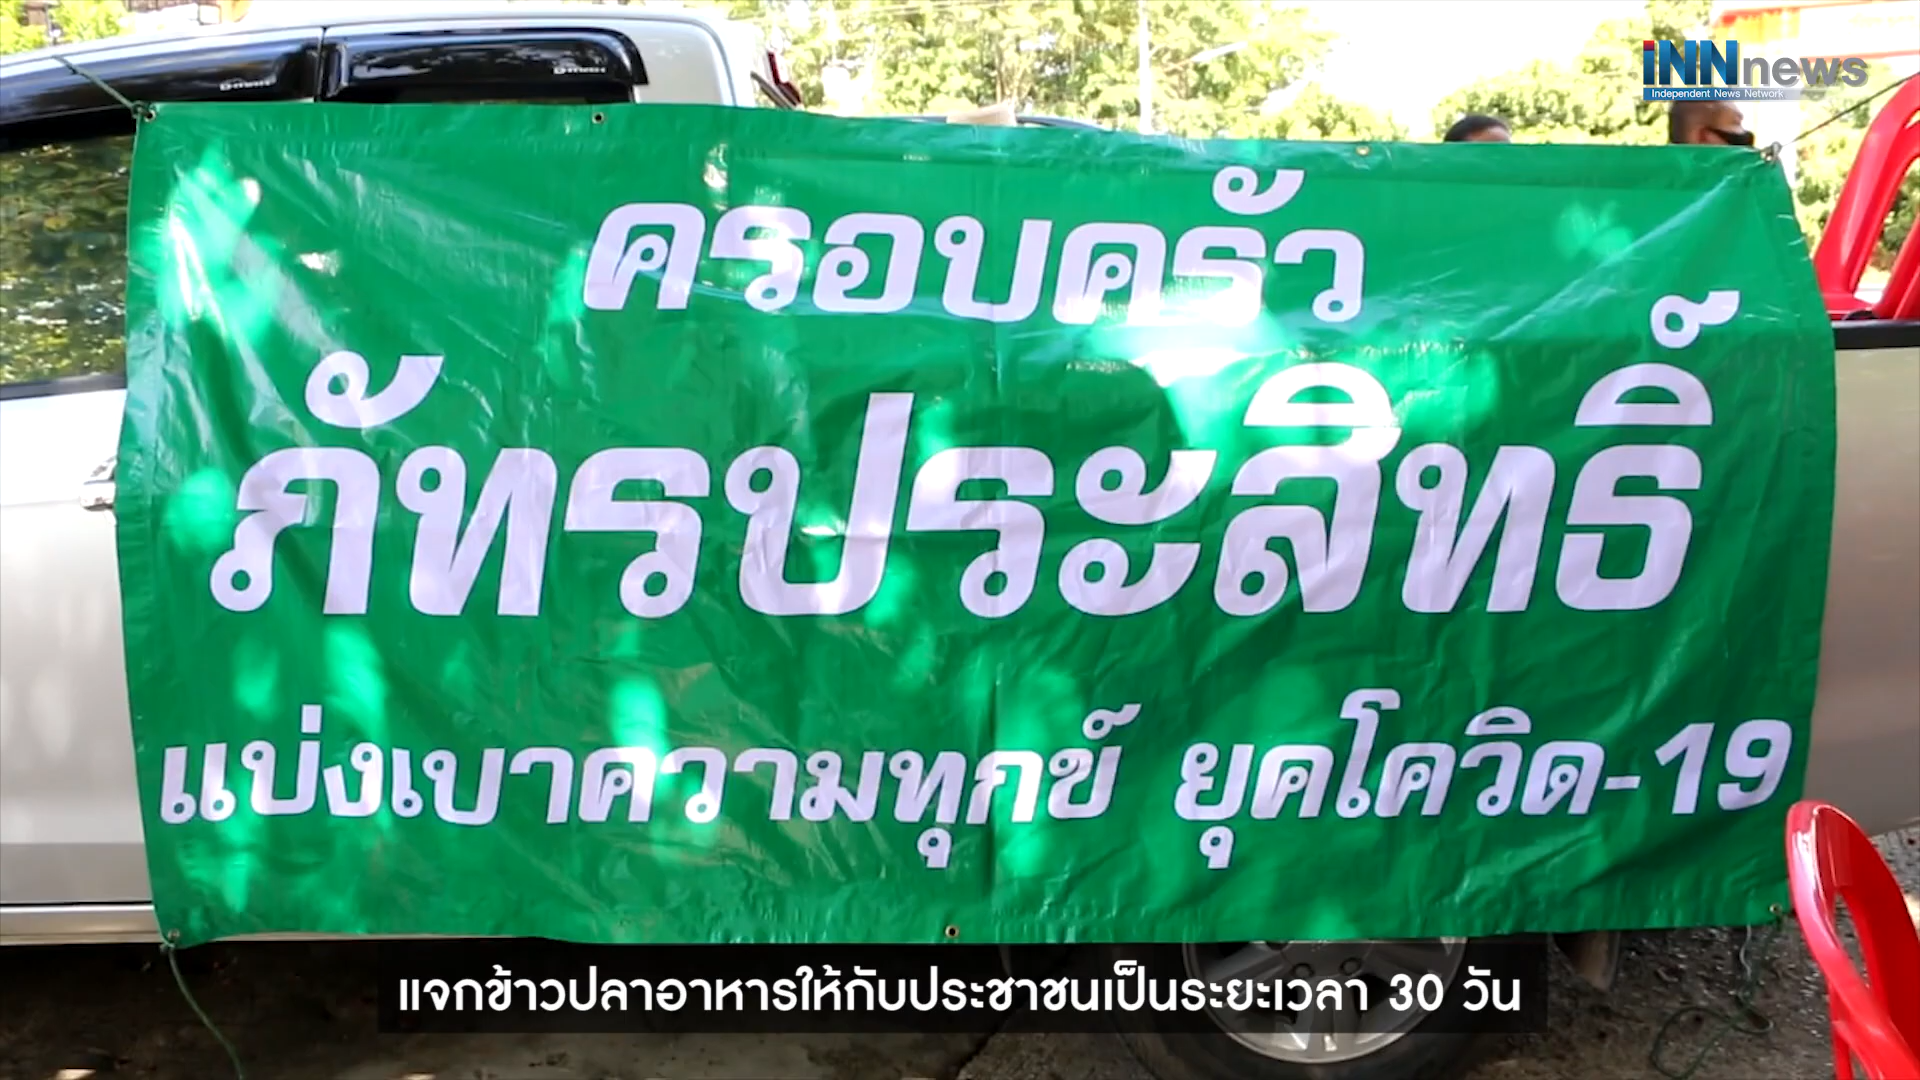 iNNnews
Independent News Network
ครอบครัว
ภัทรประสิทธิ์
แบ่งเบาความทุกข์ ยุคโควิด-19
แจกข้าวปลาอาหารให้กับประชาชนเป็นระยะเวลา 30 วัน